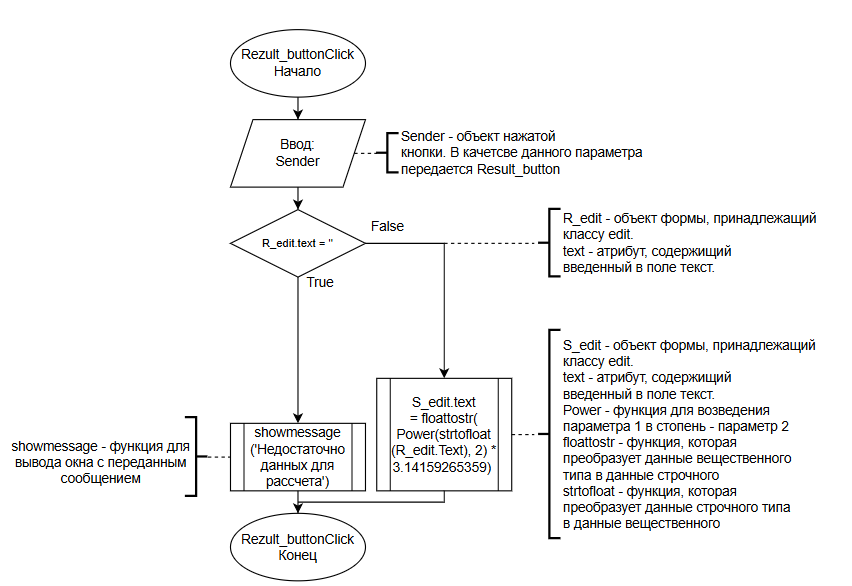 Rezult_buttonClick
Начало
Ввод:
Sender
Sender - объект нажатой
кнопки. В качетсве данного параметра
передается Result_button
R_edit.text = ''
False
True
R_edit - объект формы, принадлежащий
классу edit.
text - атрибут, содержищий
введенный в поле текст.
S_edit.text
= floattostr(
Power(strtofloat
(R_edit.Text), 2) *
3.14159265359)
S_edit - объект формы, принадлежащий
классу edit.
text - атрибут, содержищий
введенный в поле текст.
Power - функция для возведения
параметра 1 в стопень - параметр 2
floattostr - функция, которая
преобразует данные вещественного
типа в данные строчного
strtofloat - функция, которая
преобразует данные строчного типа
в данные вещественного
showmessage
('Недостаточно
данных для
рассчета')
showmessage - функция для
вывода окна с переданным
сообщением
Rezult_buttonClick
Конец